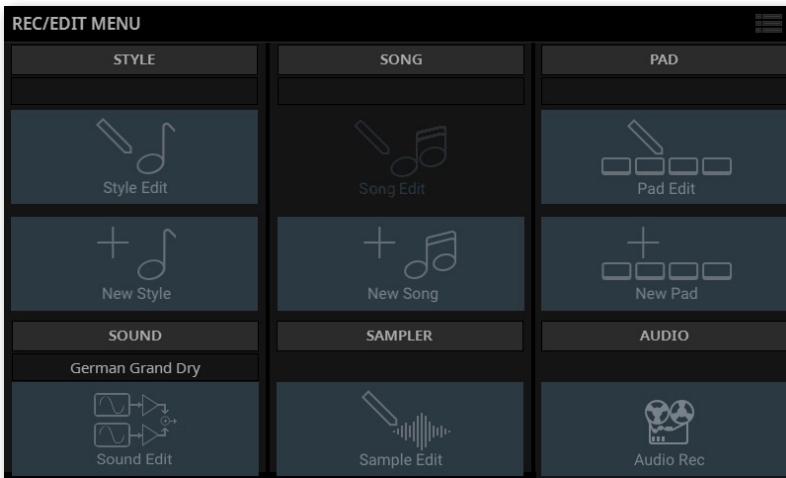 REC/EDIT MENU
STYLE
SONG
PAD
Style Edit
Song Edit
Pad Edit
New Style
New Song
New Pad
SOUND
SAMPLER
AUDIO
German Grand Dry
Sound Edit
Sample Edit
Audio Rec